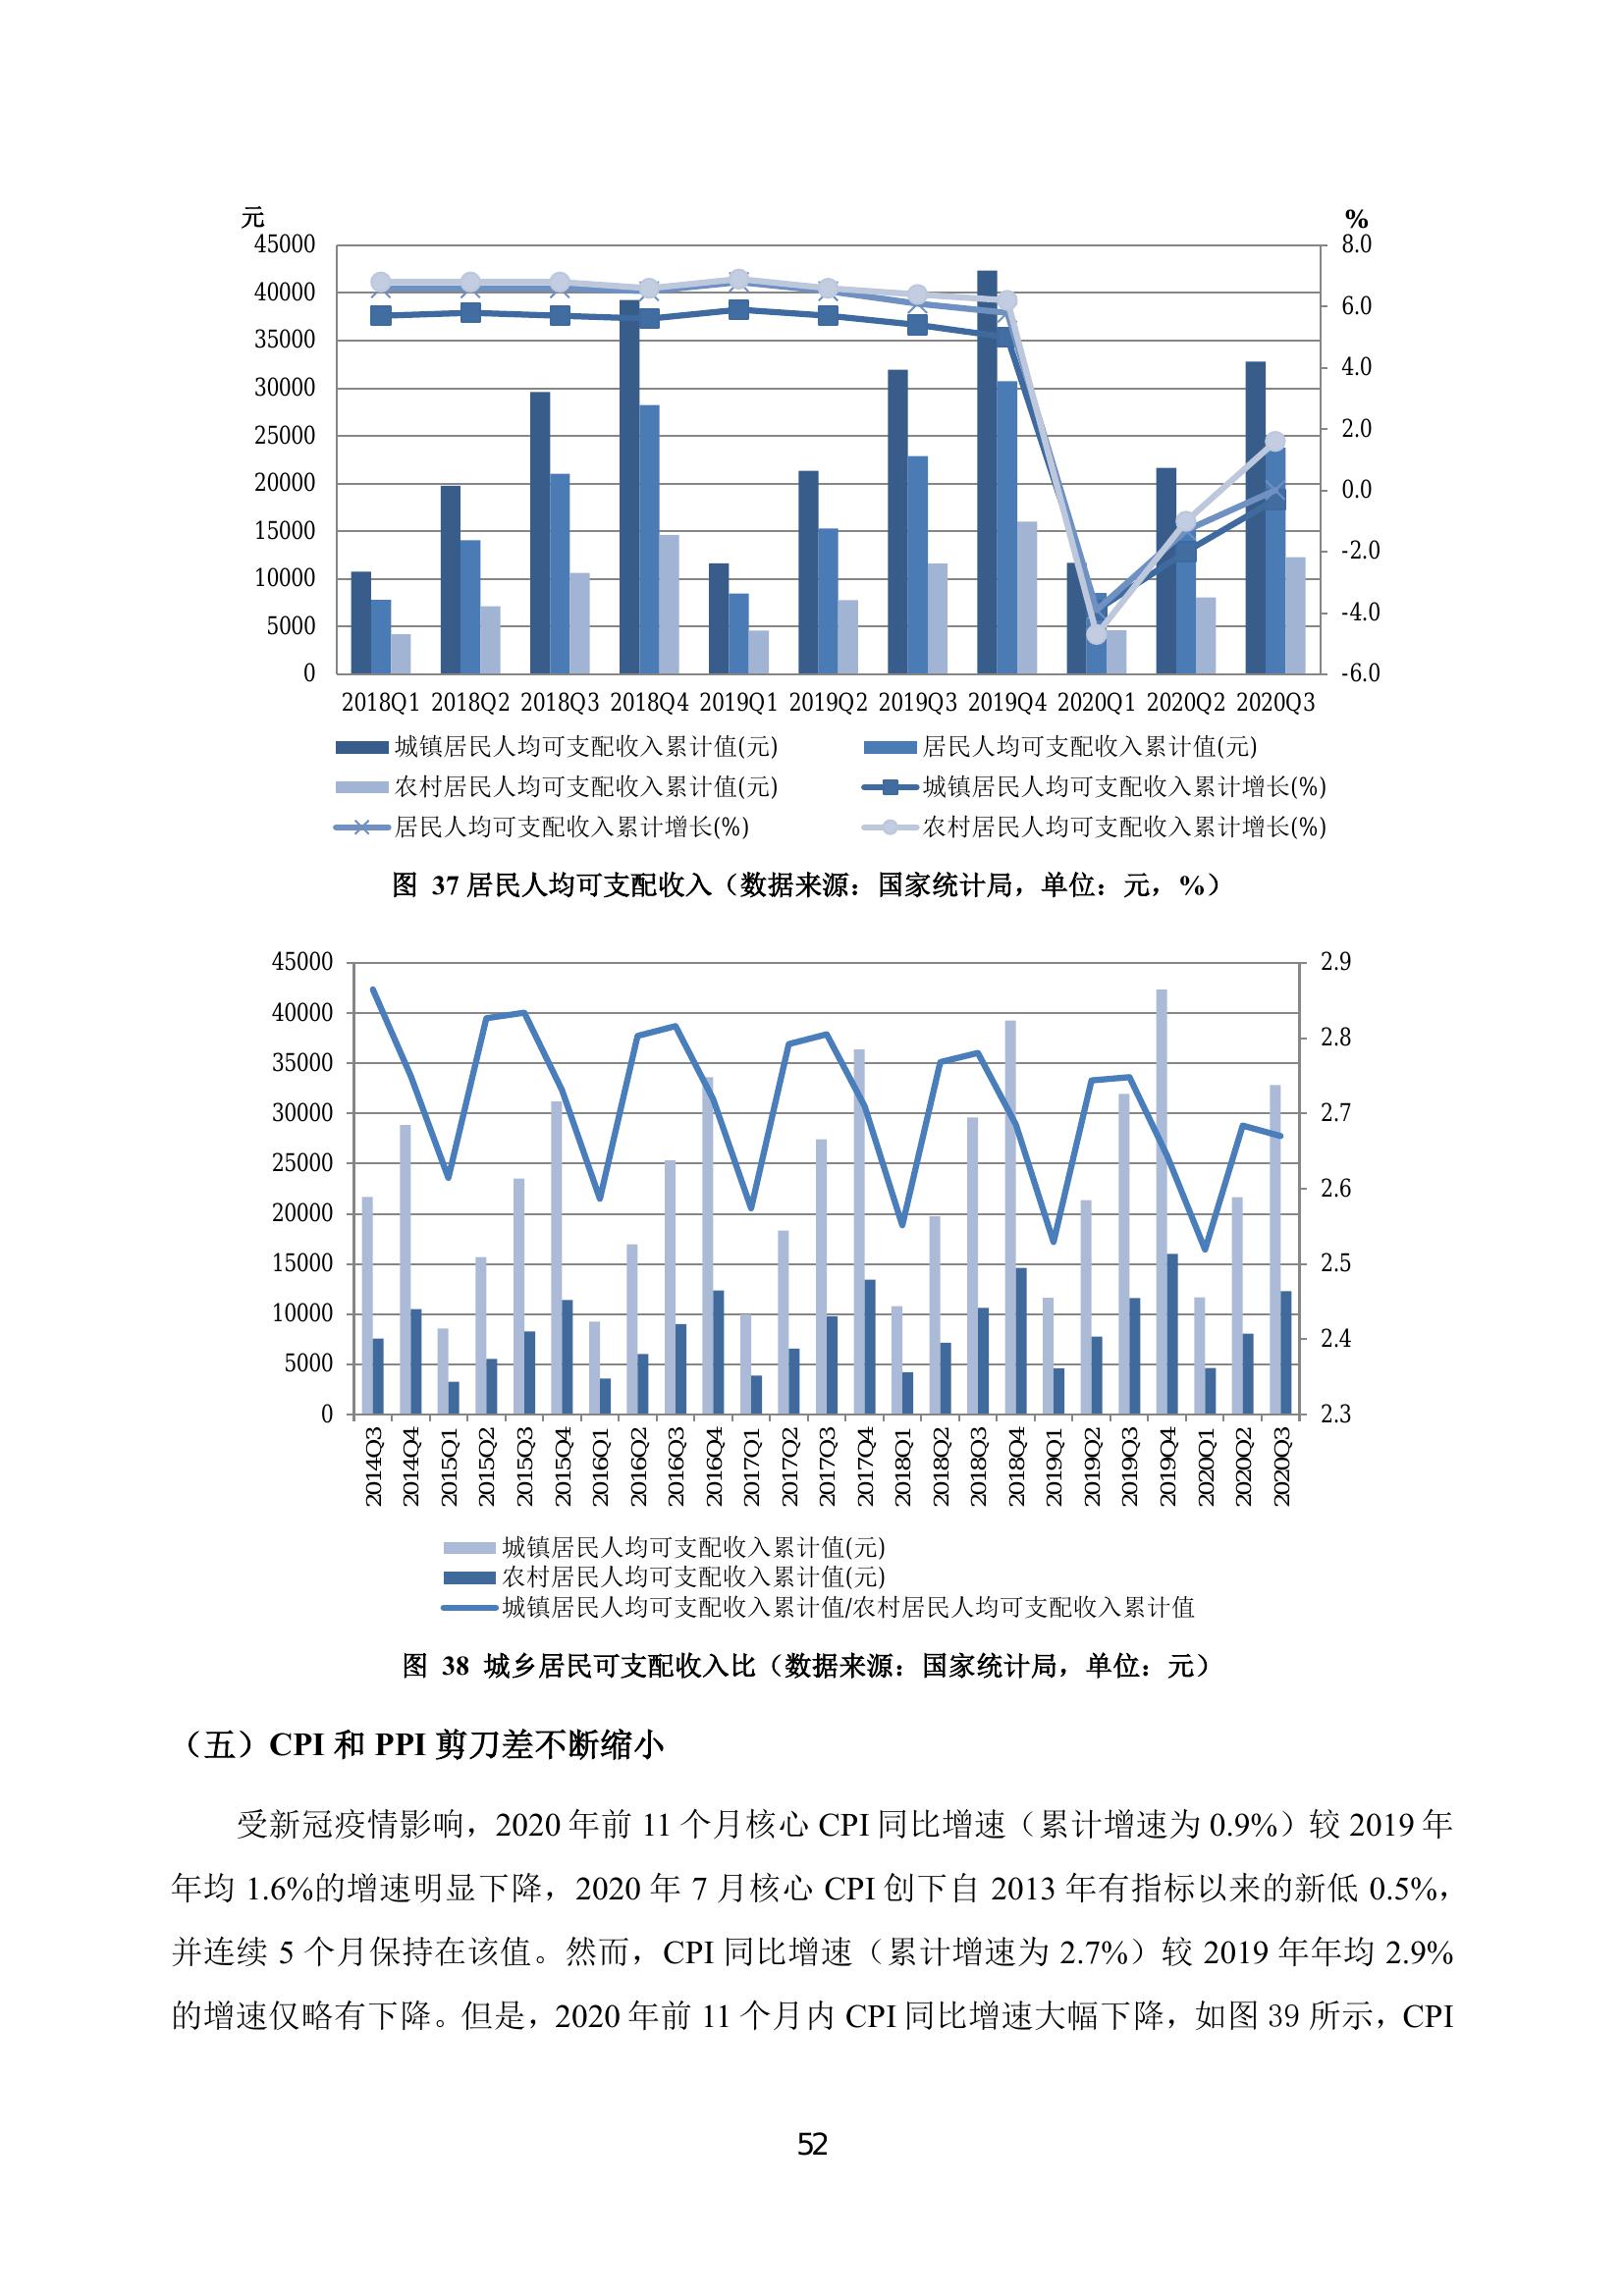 元 %
45000 8.0
40000
6.0
35000
4.0
30000
25000
2.0
20000
0.0
15000
-2.0
10000
-4.0
5000
0 -6.0
2018Q1 2018Q2 2018Q3 2018Q4 2019Q1 2019Q2 2019Q3 2019Q4 2020Q1 2020Q2 2020Q3
城镇居民人均可支配收入累计值(元) 居民人均可支配收入累计值(元)
农村居民人均可支配收入累计值(元) 城镇居民人均可支配收入累计增长(%)
居民人均可支配收入累计增长(%) 农村居民人均可支配收入累计增长(%)
图 37 居民人均可支配收入（数据来源：国家统计局，单位：元，%）
45000 2.9
40000
2.8
35000
30000 2.7
25000
2.6
20000
15000 2.5
10000
2.4
5000
0 2.3
2014Q3 2014Q4 2015Q1 2015Q2 2015Q3 2015Q4 2016Q1 2016Q2 2016Q3 2016Q4 2017Q1 2017Q2 2017Q3 2017Q4 2018Q1 2018Q2 2018Q3 2018Q4 2019Q1 2019Q2 2019Q3 2019Q4 2020Q1 2020Q2 2020Q3
城镇居民人均可支配收入累计值(元)
农村居民人均可支配收入累计值(元)
城镇居民人均可支配收入累计值/农村居民人均可支配收入累计值
图 38 城乡居民可支配收入比（数据来源：国家统计局，单位：元）
（五）CPI 和 PPI 剪刀差不断缩小
受新冠疫情影响，2020 年前 11 个月核心 CPI 同比增速（累计增速为 0.9%）较 2019 年
年均 1.6%的增速明显下降，2020 年 7 月核心 CPI 创下自 2013 年有指标以来的新低 0.5%，
并连续 5 个月保持在该值。然而，CPI 同比增速（累计增速为 2.7%）较 2019 年年均 2.9%
的增速仅略有下降。但是，2020 年前 11 个月内 CPI 同比增速大幅下降，如图 39 所示，CPI
52